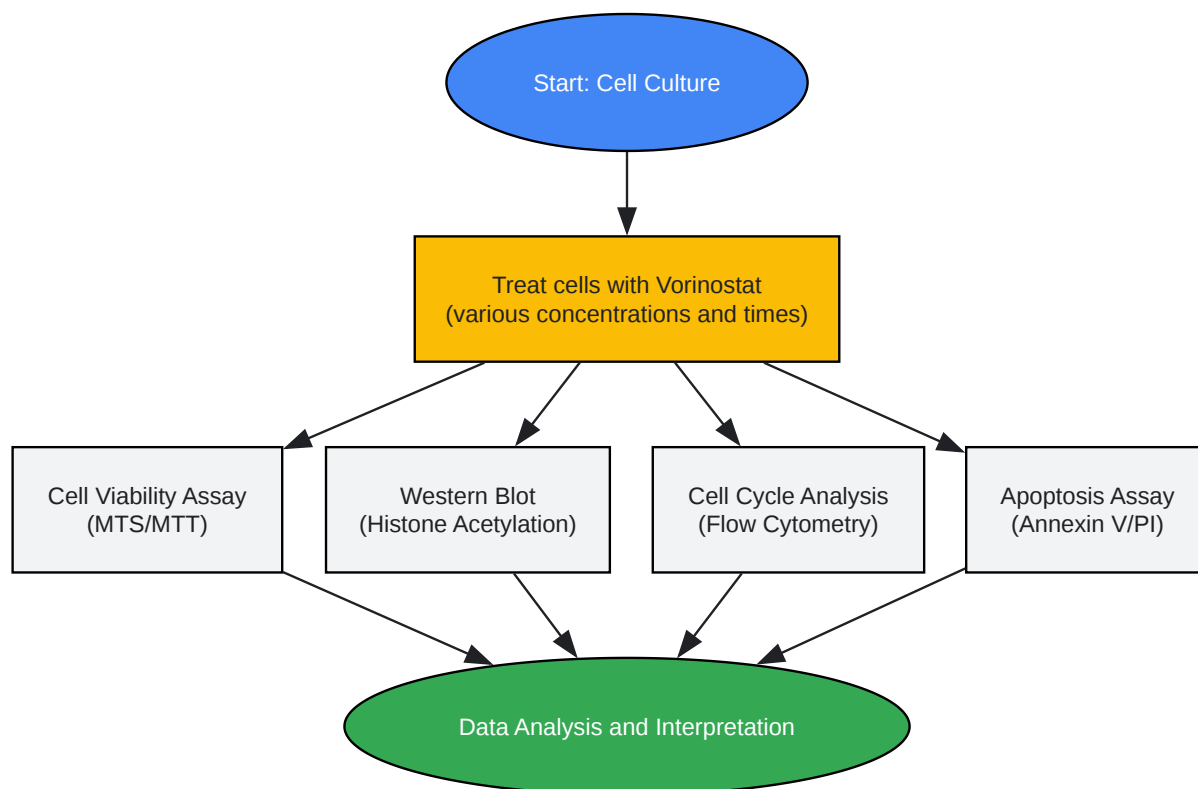 Start: Cell Culture
Treat cells with Vorinostat
(various concentrations and times)
Cell Viability Assay
(MTS/MTT)
Western Blot
(Histone Acetylation)
Cell Cycle Analysis
(Flow Cytometry)
Apoptosis Assay
(Annexin V/PI)
Data Analysis and Interpretation